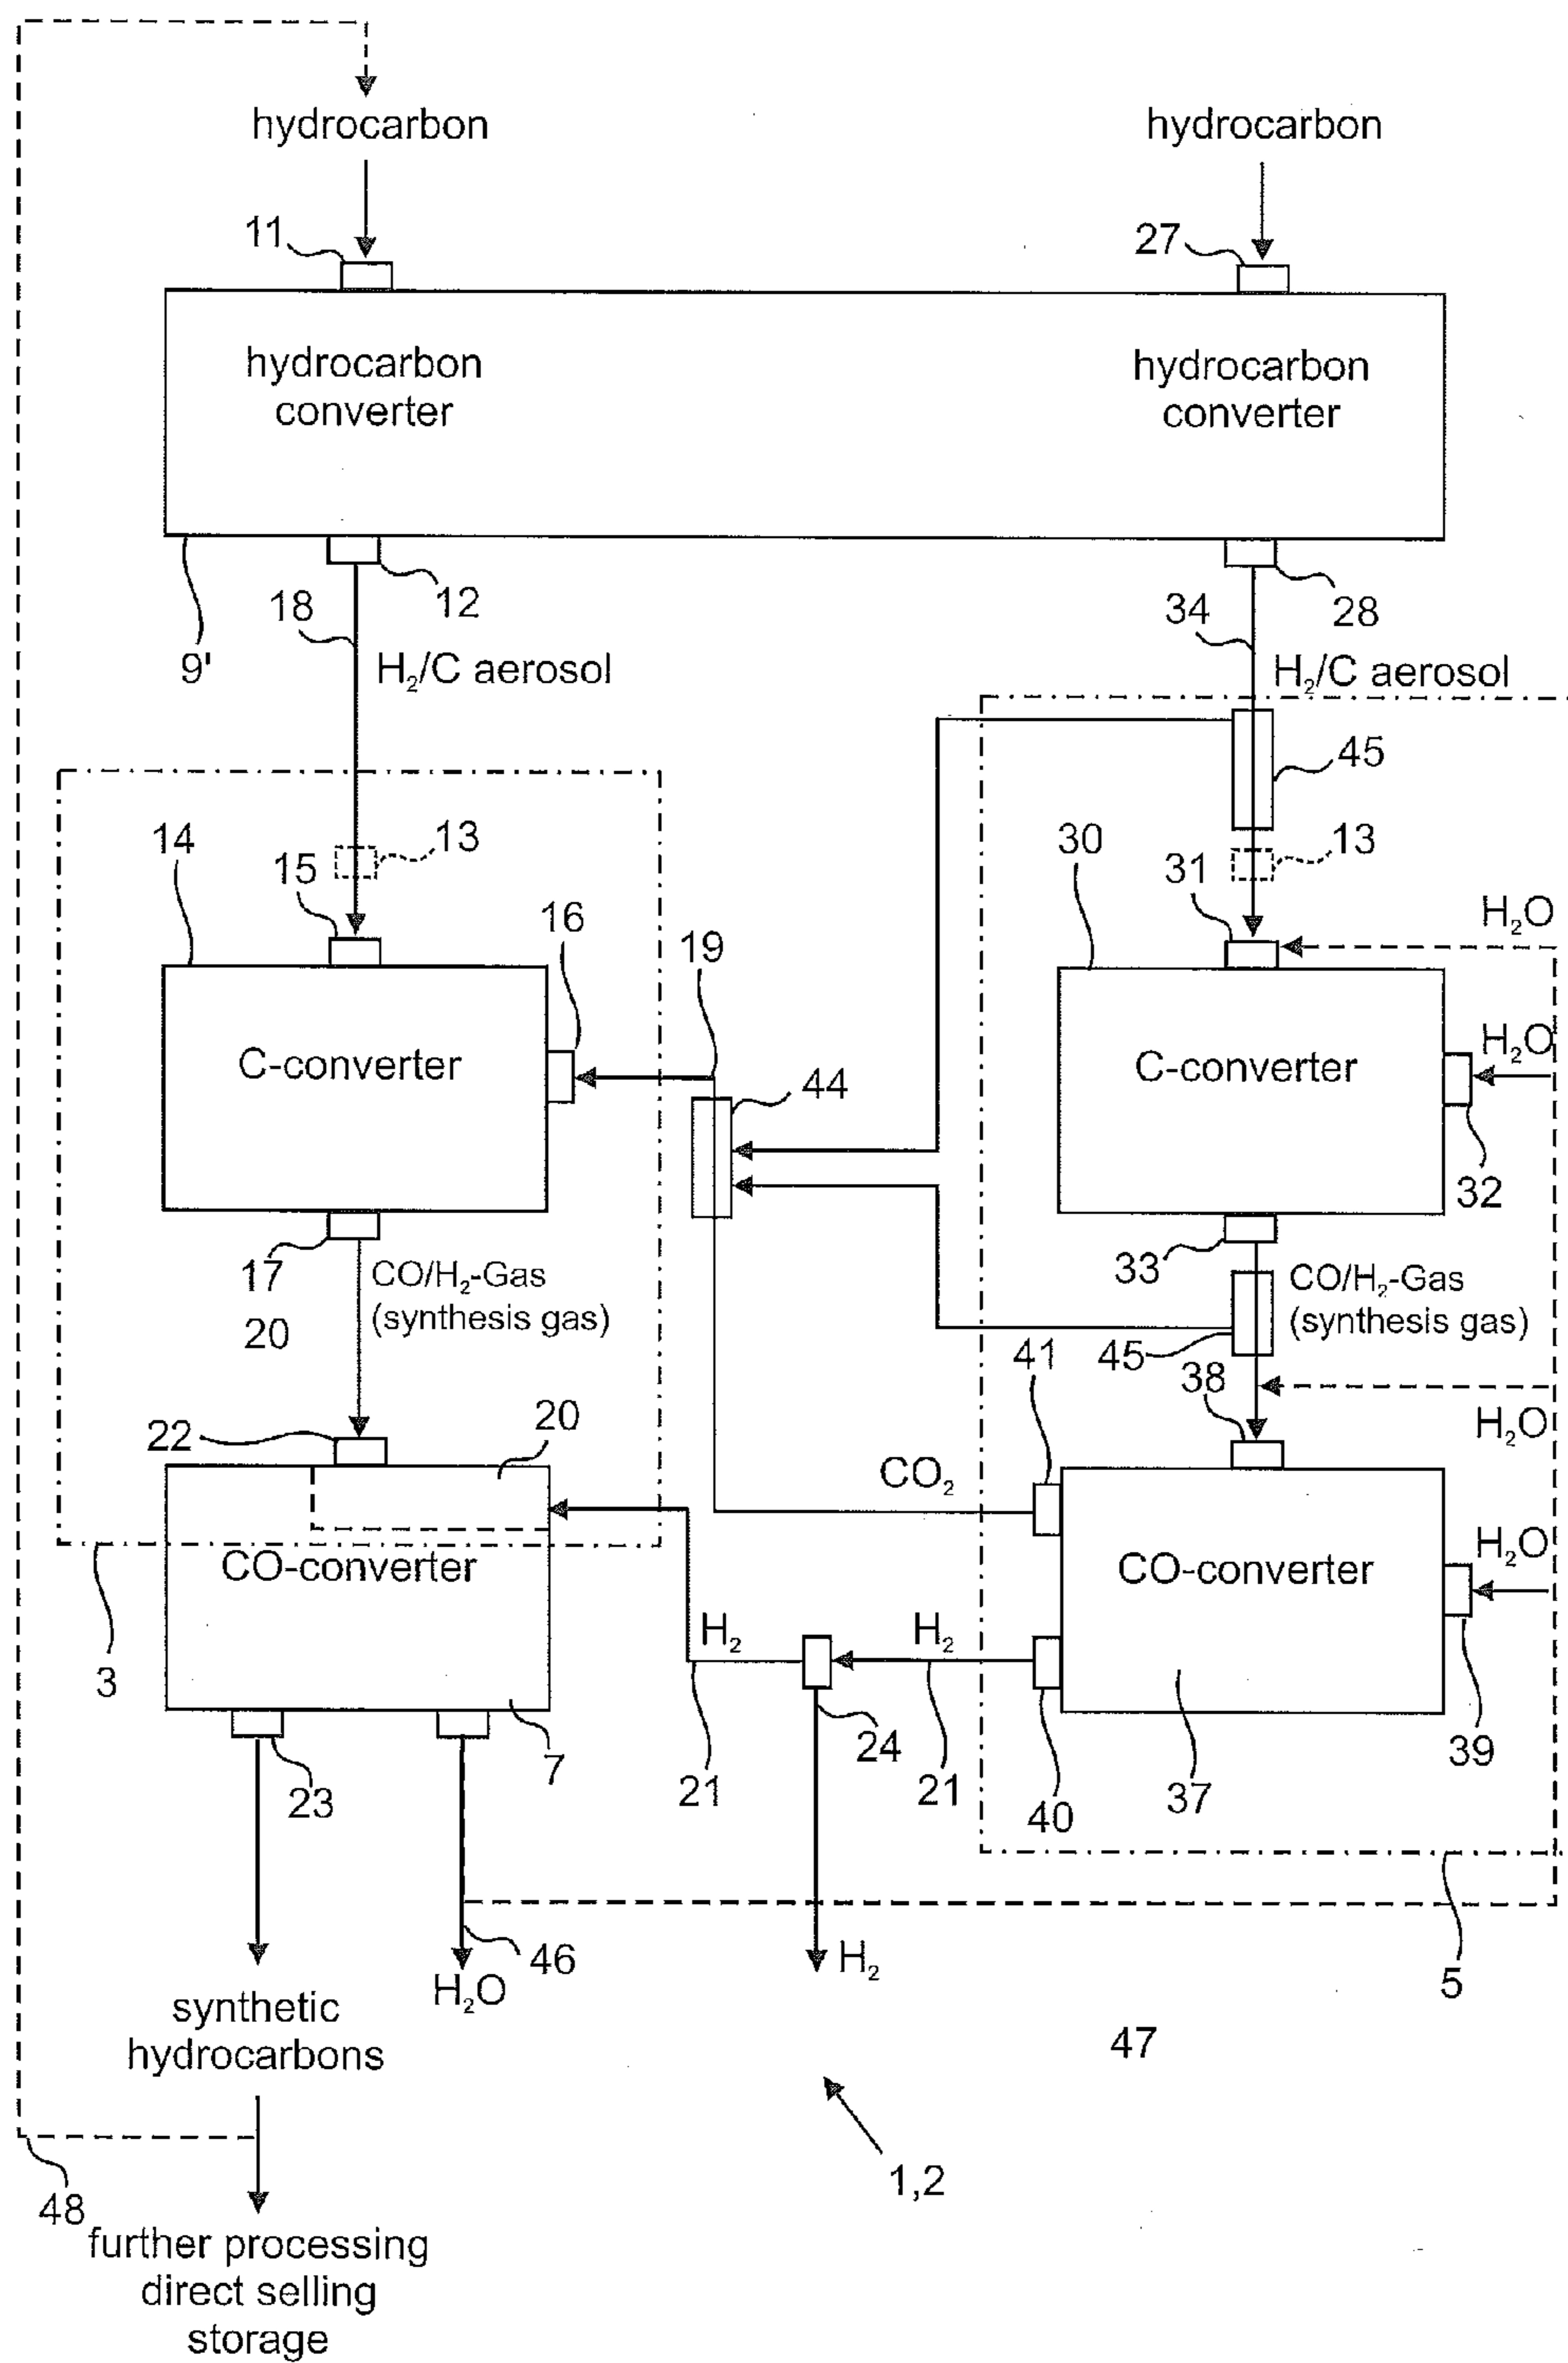 hydrocarbon
hydrocarbon
11
27
hydrocarbon
converter
hydrocarbon
converter
9'
18
12
H₂/C aerosol
34
28
H₂/C aerosol
45
14
15
13
16
19
30
31
13
H₂O
C-converter
44
C-converter
H₂O
32
17
20
CO/H₂-Gas
(synthesis gas)
33
CO/H₂-Gas
(synthesis gas)
45
41
38
H₂O
22
20
CO₂
CO-converter
CO-converter
H₂O
3
H₂
H₂
23
7
21
24
21
40
37
39
46
H₂O
H₂
5
synthetic
hydrocarbons
47
1,2
48
further processing
direct selling
storage